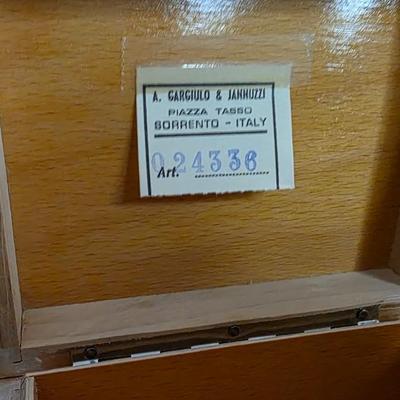 A. GARGIULO & JANNUZZI
PIAZZA TASSO
SORRENTO - ITALY
024336
Art.